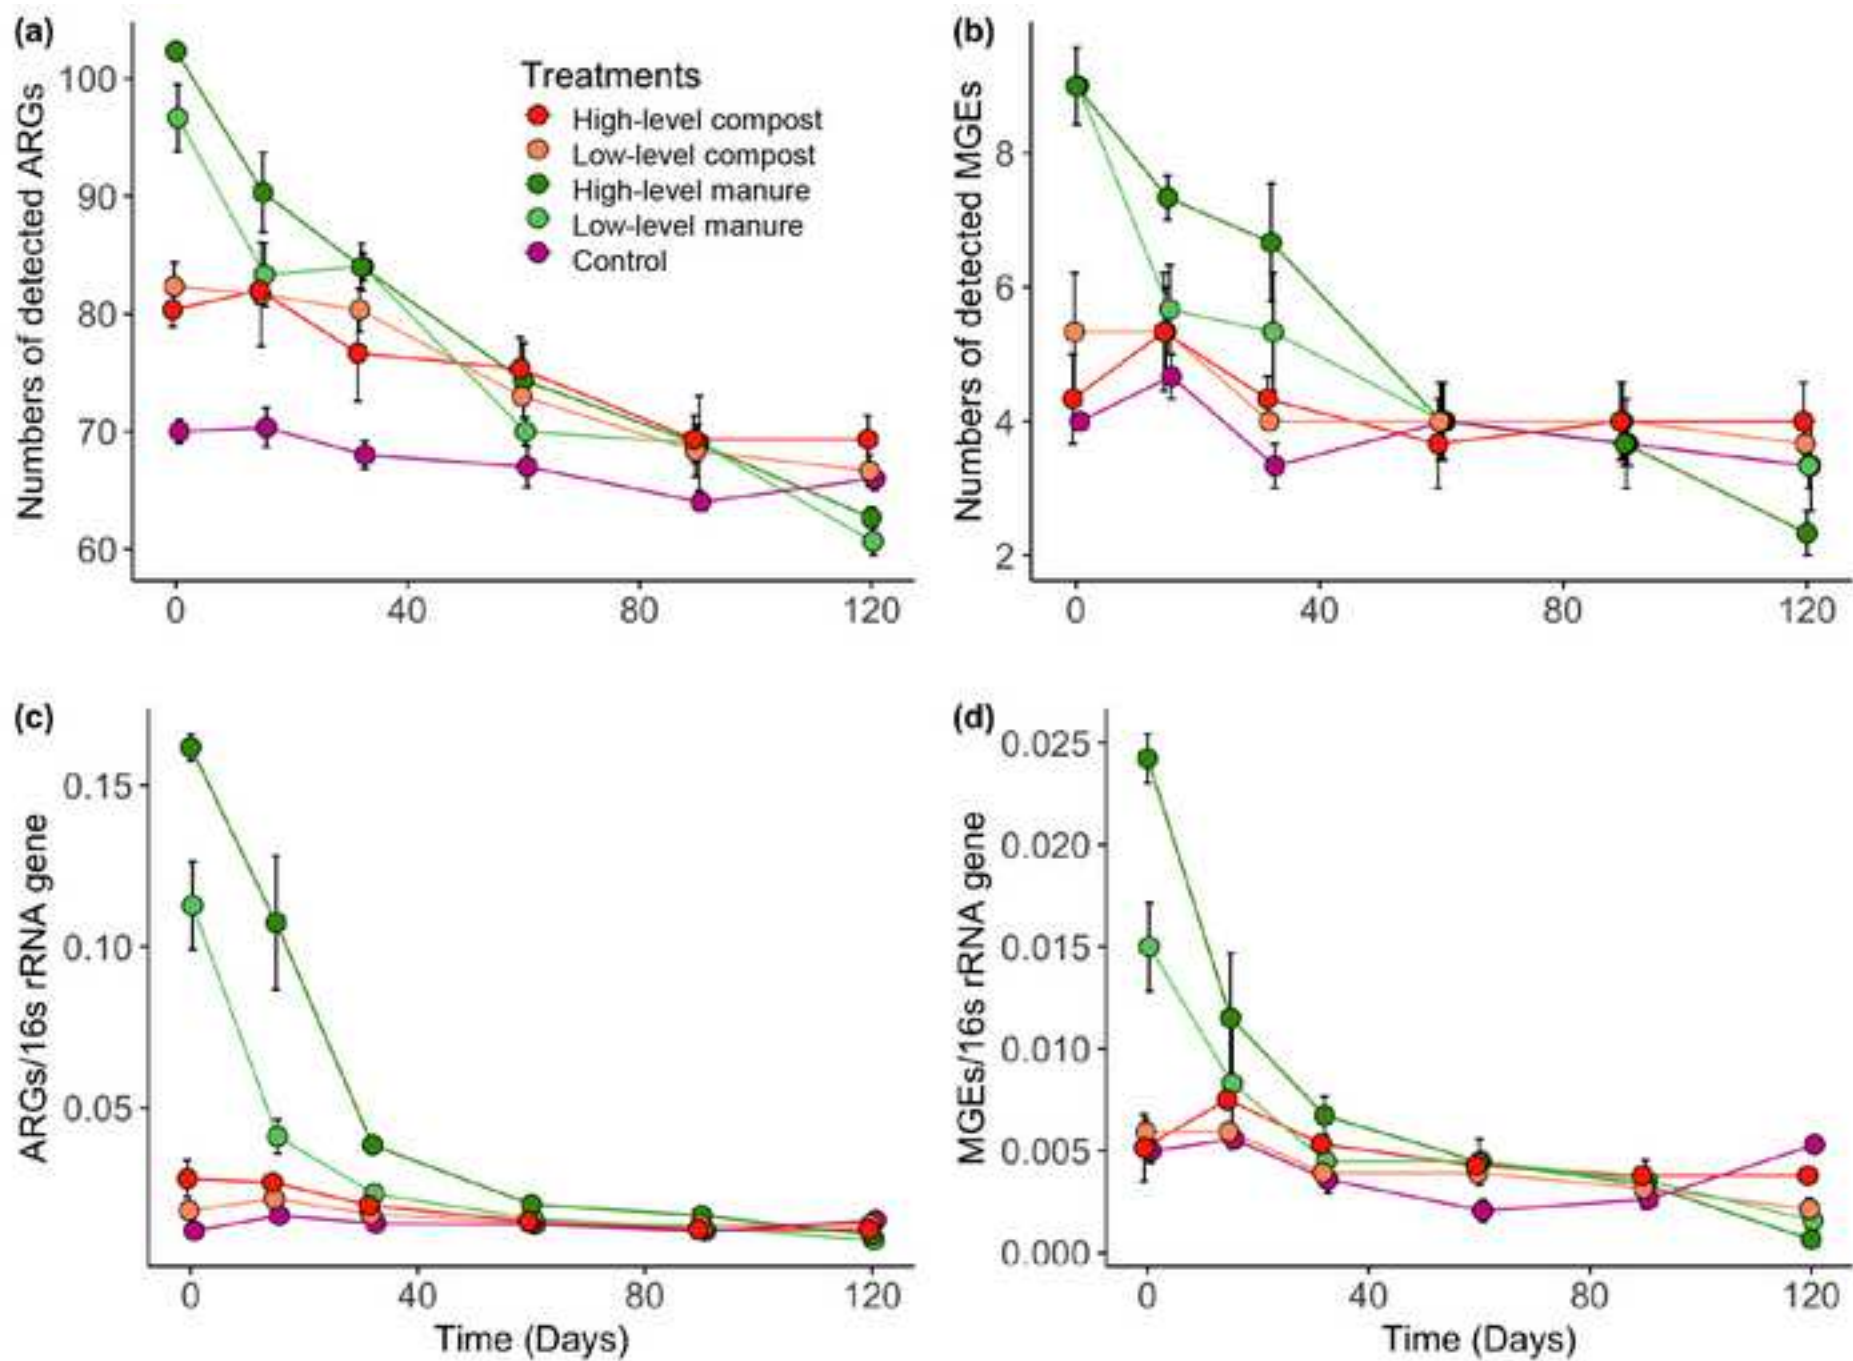 (a)
Numbers of detected ARGs
100
90
80
70
60
0 40 80 120
Treatments
High-level compost
Low-level compost
High-level manure
Low-level manure
Control
(b)
Numbers of detected MGEs
8
6
4
2
0 40 80 120
(c)
ARGs/16s rRNA gene
0.15
0.10
0.05
0 40 80 120
Time (Days)
(d)
MGEs/16s rRNA gene
0.025
0.020
0.015
0.010
0.005
0.000
0 40 80 120
Time (Days)